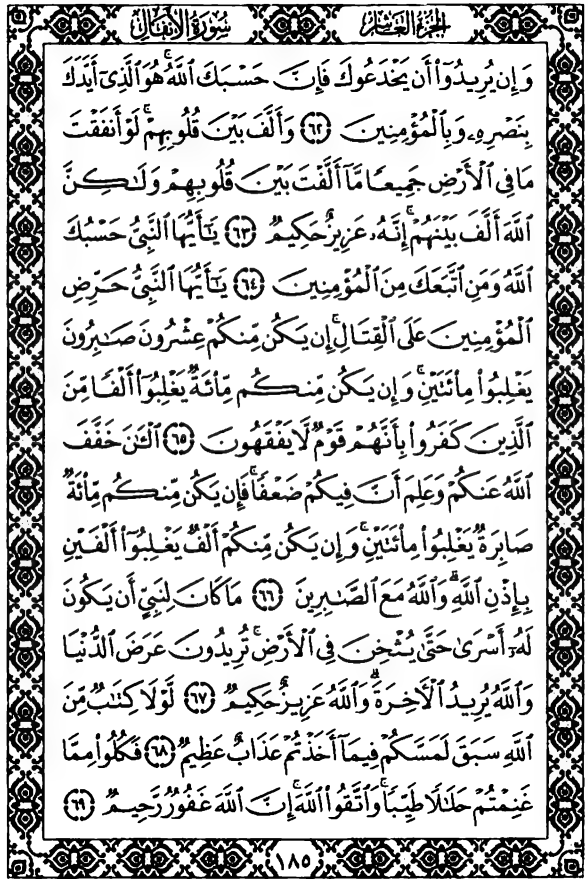 الجزء العاشر سورة الأنفال
وَإِن يُرِيدُوٓا۟ أَن يَخْدَعُوكَ فَإِنَّ حَسْبَكَ ٱللَّهُ ۚ هُوَ ٱلَّذِىٓ أَيَّدَكَ
بِنَصْرِهِۦ وَبِٱلْمُؤْمِنِينَ ٦٢ وَأَلَّفَ بَيْنَ قُلُوبِهِمْ ۚ لَوْ أَنفَقْتَ
مَا فِى ٱلْأَرْضِ جَمِيعًا مَّآ أَلَّفْتَ بَيْنَ قُلُوبِهِمْ وَلَٰكِنَّ
ٱللَّهَ أَلَّفَ بَيْنَهُمْ ۚ إِنَّهُۥ عَزِيزٌ حَكِيمٌ ٦٣ يَٰٓأَيُّهَا ٱلنَّبِىُّ حَسْبُكَ
ٱللَّهُ وَمَنِ ٱتَّبَعَكَ مِنَ ٱلْمُؤْمِنِينَ ٦٤ يَٰٓأَيُّهَا ٱلنَّبِىُّ حَرِّضِ
ٱلْمُؤْمِنِينَ عَلَى ٱلْقِتَالِ ۚ إِن يَكُن مِّنكُمْ عِشْرُونَ صَٰبِرُونَ
يَغْلِبُوا۟ مِا۟ئَتَيْنِ ۚ وَإِن يَكُن مِّنكُم مِّا۟ئَةٌ يَغْلِبُوٓا۟ أَلْفًا مِّنَ
ٱلَّذِينَ كَفَرُوا۟ بِأَنَّهُمْ قَوْمٌ لَّا يَفْقَهُونَ ٦٥ ٱلْـَٰٔنَ خَفَّفَ
ٱللَّهُ عَنكُمْ وَعَلِمَ أَنَّ فِيكُمْ ضَعْفًا ۚ فَإِن يَكُن مِّنكُم مِّا۟ئَةٌ
صَابِرَةٌ يَغْلِبُوا۟ مِا۟ئَتَيْنِ ۚ وَإِن يَكُن مِّنكُمْ أَلْفٌ يَغْلِبُوٓا۟ أَلْفَيْنِ
بِإِذْنِ ٱللَّهِ ۗ وَٱللَّهُ مَعَ ٱلصَّٰبِرِينَ ٦٦ مَا كَانَ لِنَبِىٍّ أَن يَكُونَ
لَهُۥٓ أَسْرَىٰ حَتَّىٰ يُثْخِنَ فِى ٱلْأَرْضِ ۚ تُرِيدُونَ عَرَضَ ٱلدُّنْيَا
وَٱللَّهُ يُرِيدُ ٱلْءَاخِرَةَ ۗ وَٱللَّهُ عَزِيزٌ حَكِيمٌ ٦٧ لَّوْلَا كِتَٰبٌ مِّنَ
ٱللَّهِ سَبَقَ لَمَسَّكُمْ فِيمَآ أَخَذْتُمْ عَذَابٌ عَظِيمٌ ٦٨ فَكُلُوا۟ مِمَّا
غَنِمْتُمْ حَلَٰلًا طَيِّبًا ۚ وَٱتَّقُوا۟ ٱللَّهَ ۚ إِنَّ ٱللَّهَ غَفُورٌ رَّحِيمٌ ٦٩
١٨٥